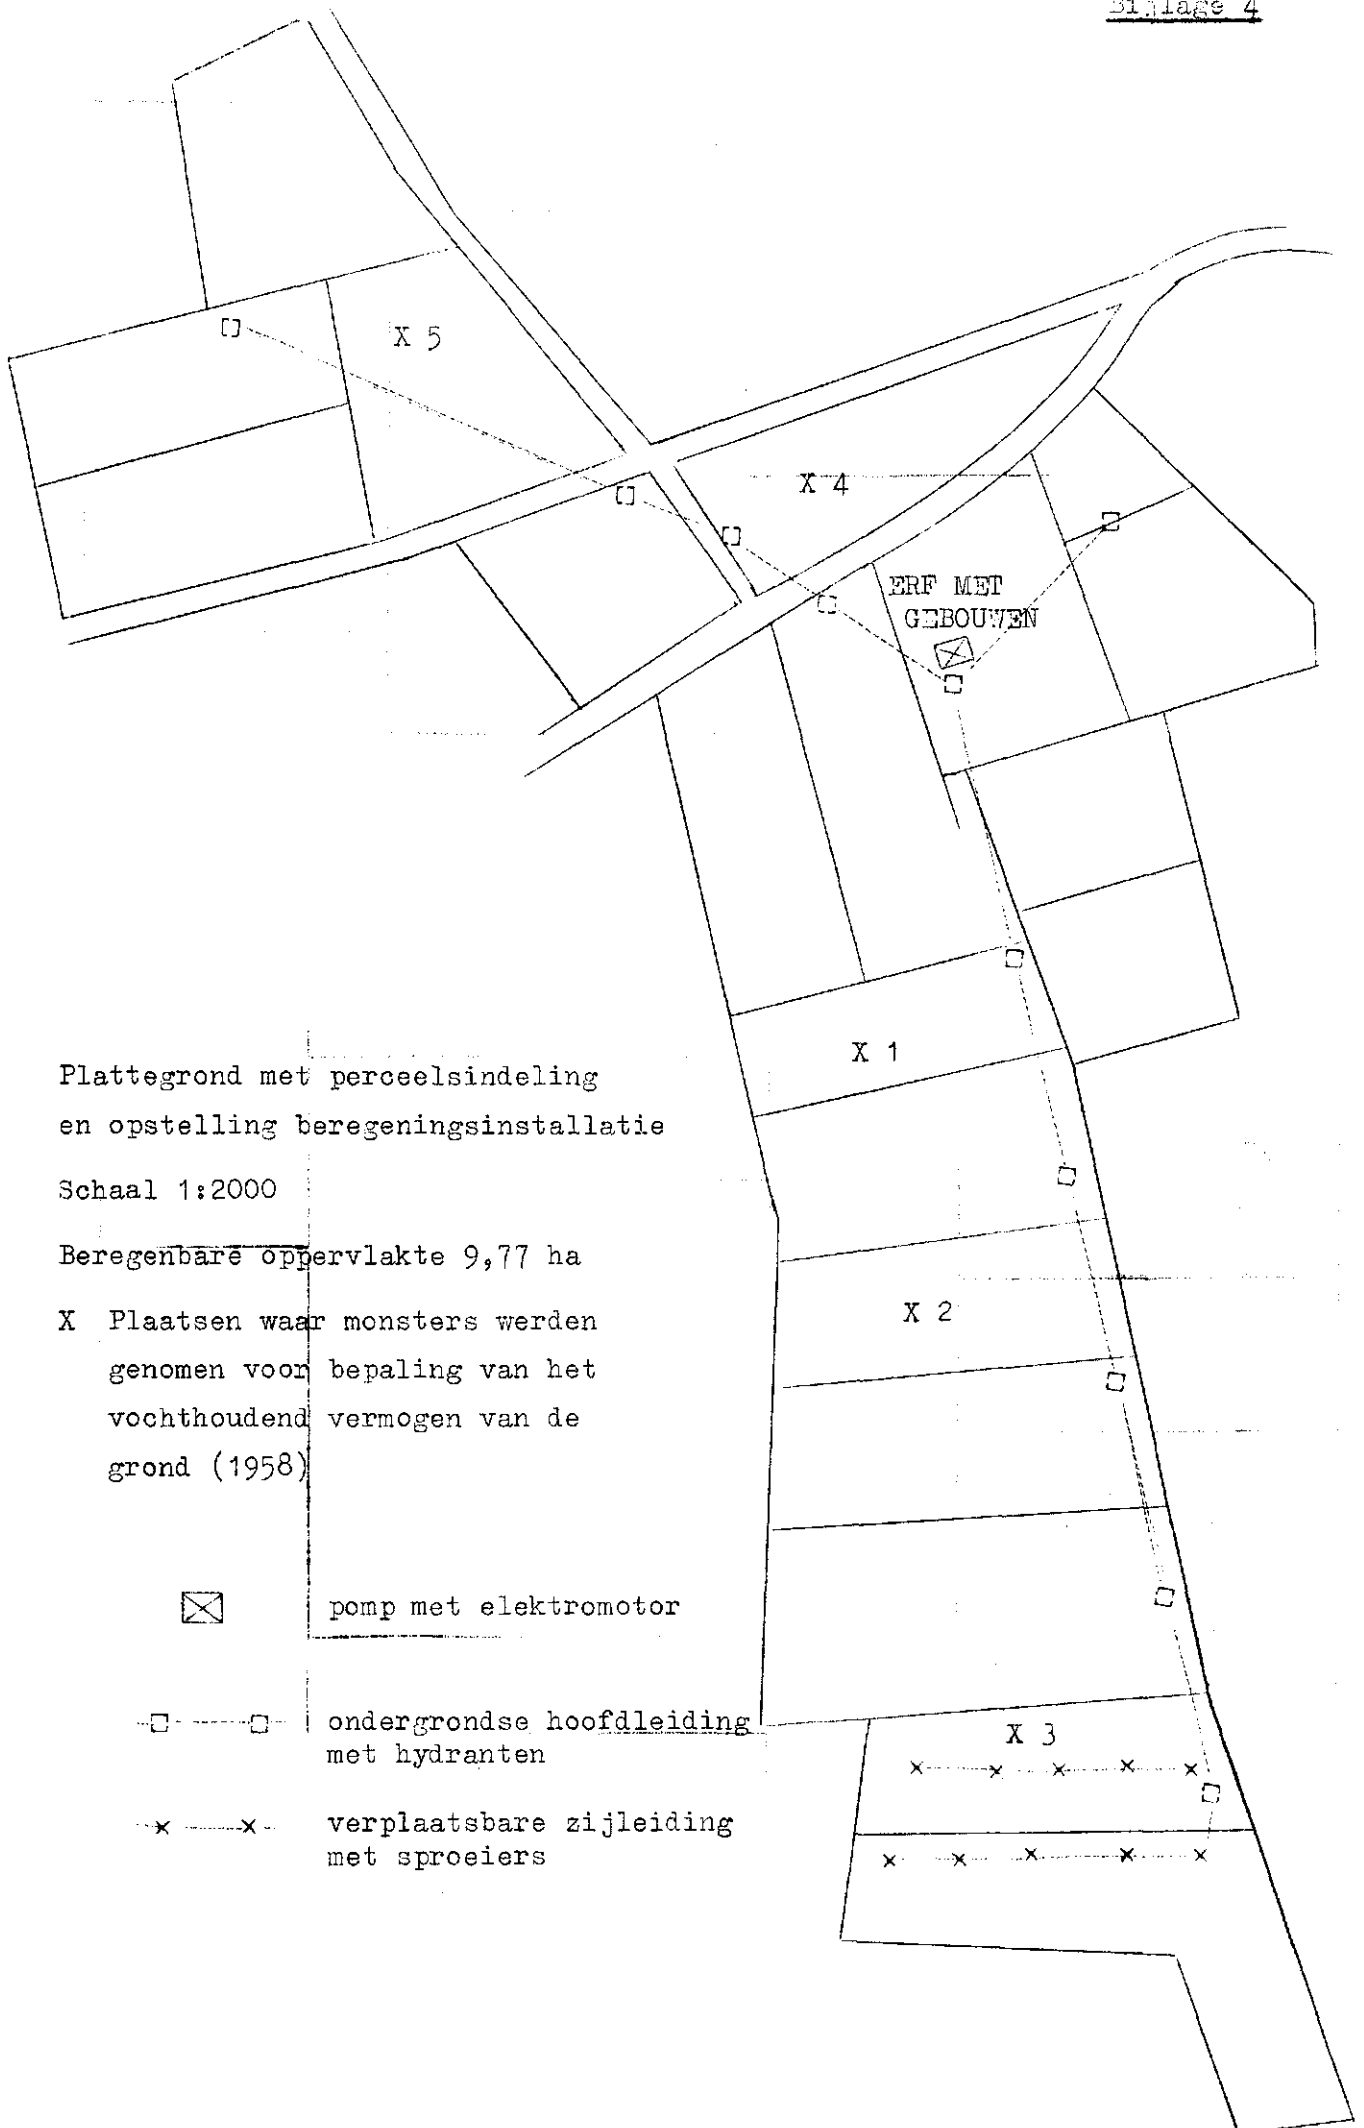 Bijlage 4
X 5
X 4
ERF MET
GEBOUWEN
X 1
Plattegrond met perceelsindeling
en opstelling beregeningsinstallatie
Schaal 1:2000
Beregenbare oppervlakte 9,77 ha
X 2
X Plaatsen waar monsters werden
genomen voor bepaling van het
vochthoudend vermogen van de
grond (1958)
pomp met elektromotor
ondergrondse hoofdleiding
met hydranten
X 3
verplaatsbare zijleiding
met sproeiers